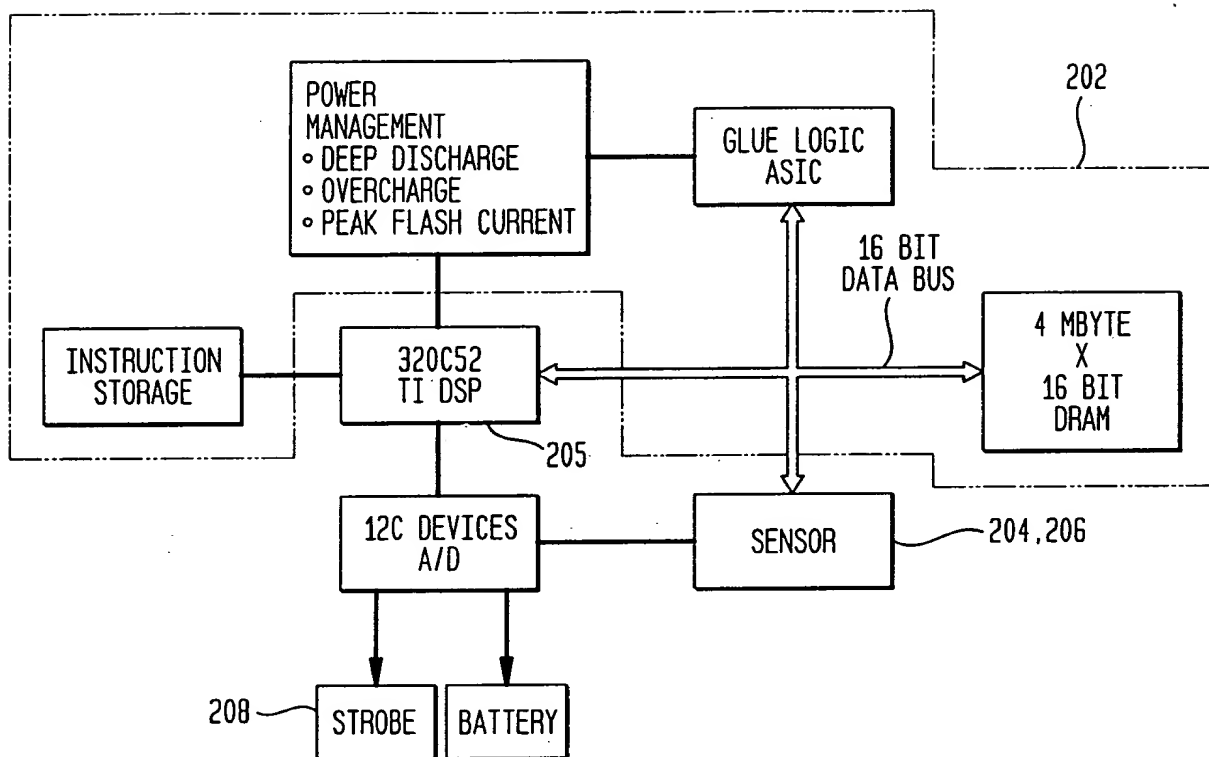 POWER
MANAGEMENT
○ DEEP DISCHARGE
○ OVERCHARGE
○ PEAK FLASH CURRENT
GLUE LOGIC
ASIC
202
16 BIT
DATA BUS
INSTRUCTION
STORAGE
320C52
TI DSP
205
4 MBYTE
X
16 BIT
DRAM
12C DEVICES
A/D
SENSOR
204,206
208
STROBE
BATTERY